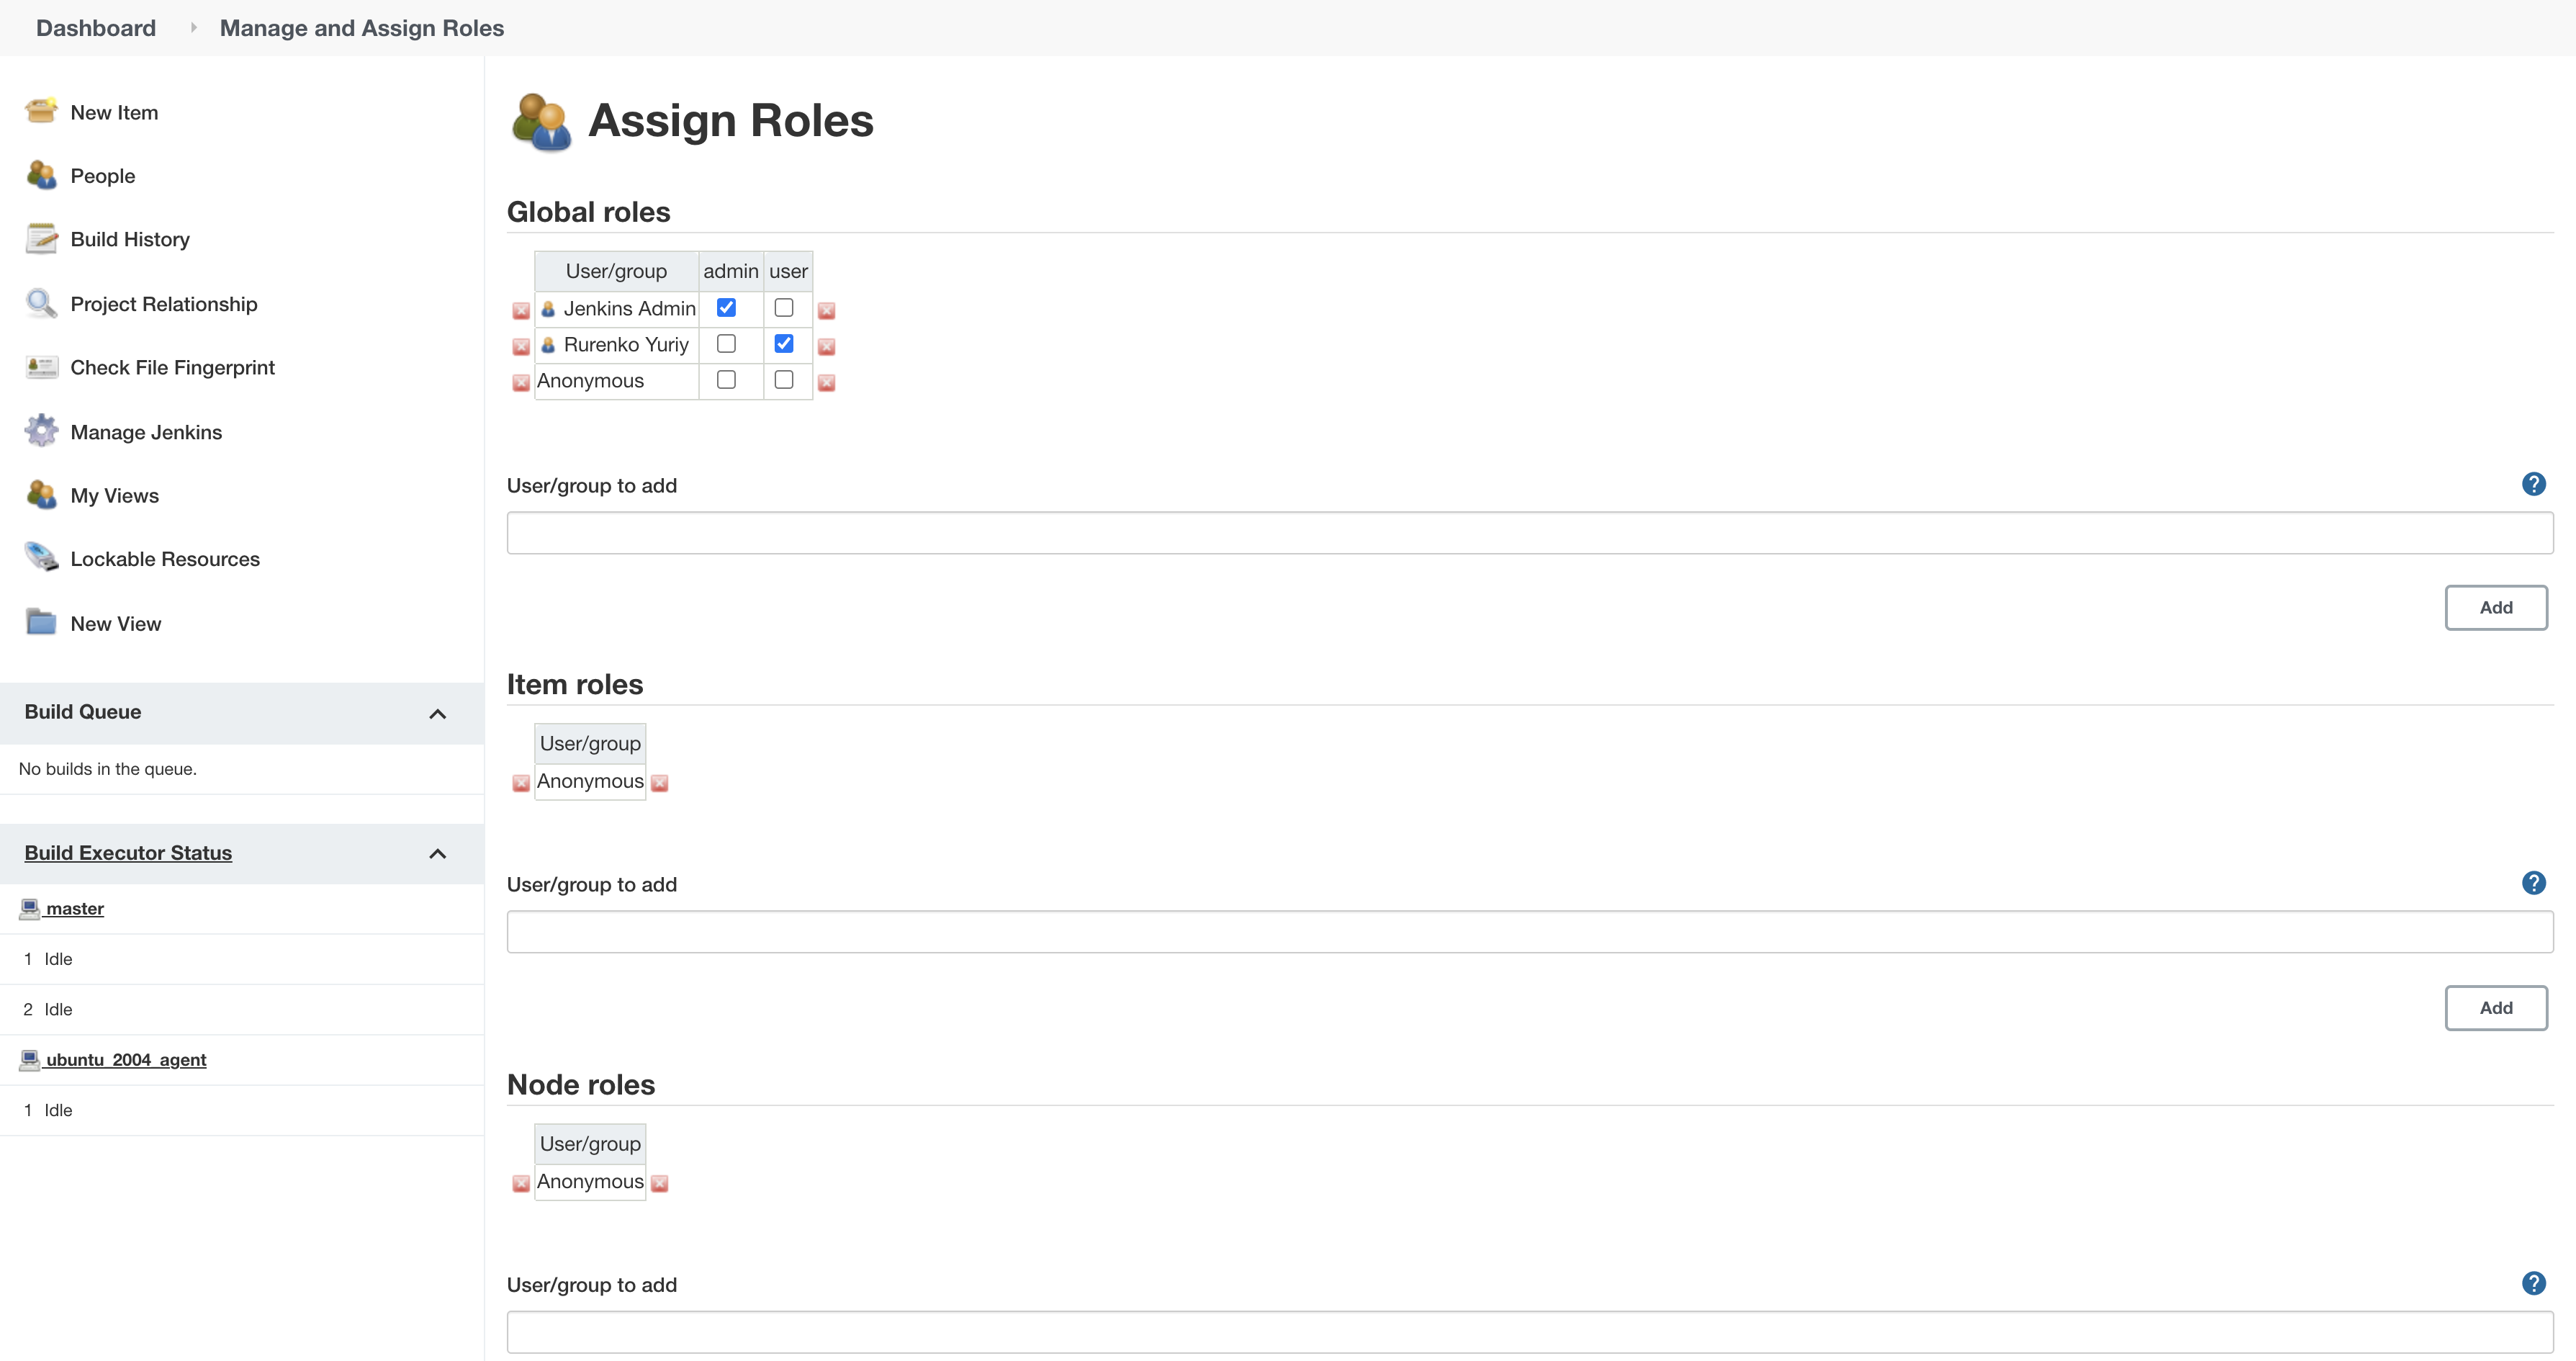 Dashboard
Manage and Assign Roles
New Item
People
Build History
Project Relationship
Check File Fingerprint
Manage Jenkins
My Views
Lockable Resources
New View
Build Queue
No builds in the queue.
Build Executor Status
master
1 Idle
2 Idle
ubuntu_2004_agent
1 Idle
Assign Roles
Global roles
User/group admin user
Jenkins Admin
Rurenko Yuriy
Anonymous
User/group to add
?
Add
Item roles
User/group
Anonymous
User/group to add
?
Add
Node roles
User/group
Anonymous
User/group to add
?